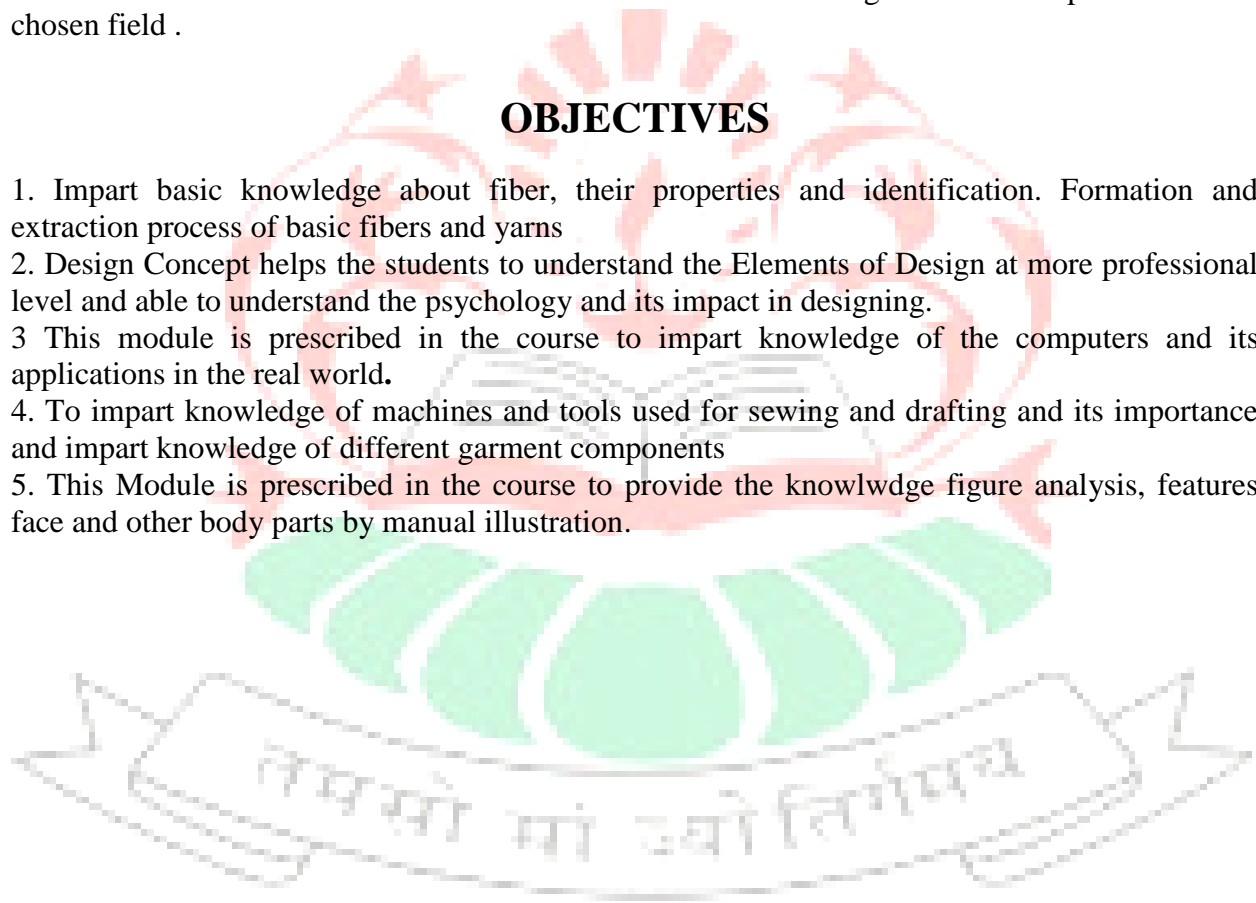 chosen field .
OBJECTIVES
1. Impart basic knowledge about fiber, their properties and identification. Formation and
extraction process of basic fibers and yarns
2. Design Concept helps the students to understand the Elements of Design at more professional
level and able to understand the psychology and its impact in designing.
3 This module is prescribed in the course to impart knowledge of the computers and its
applications in the real world.
4. To impart knowledge of machines and tools used for sewing and drafting and its importance
and impart knowledge of different garment components
5. This Module is prescribed in the course to provide the knowlwdge figure analysis, features
face and other body parts by manual illustration.